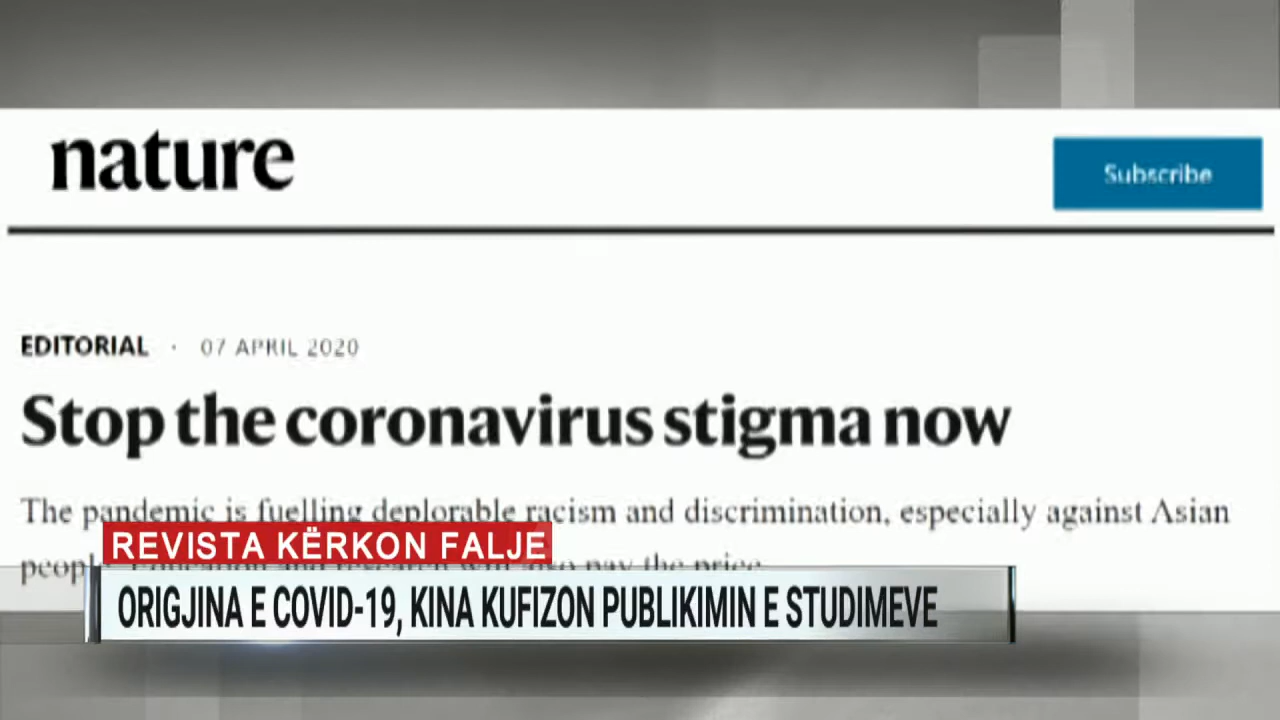 nature
Subscribe
EDITORIAL · 07 APRIL 2020
Stop the coronavirus stigma now
The pandemic is fuelling deplorable racism and discrimination, especially against Asian
REVISTA KËRKON FALJE
ORIGJINA E COVID-19, KINA KUFIZON PUBLIKIMIN E STUDIMEVE